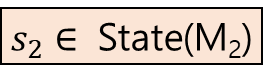 s₂ ∈ State(M₂)